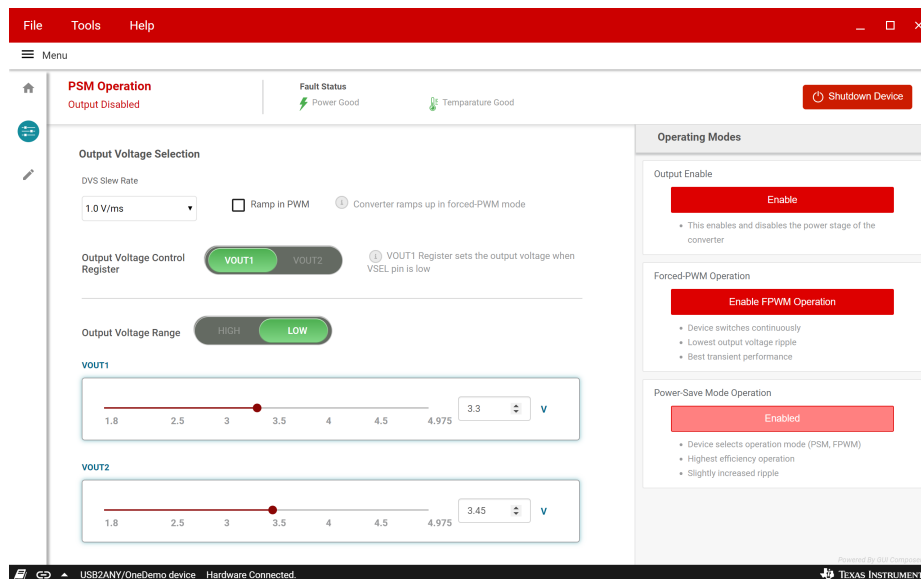 File Tools Help
Menu
PSM Operation
Output Disabled
Fault Status
Power Good
Temparature Good
Shutdown Device
Output Voltage Selection
DVS Slew Rate
1.0 V/ms
Ramp in PWM
Converter ramps up in forced-PWM mode
Output Voltage Control
Register
VOUT1 VOUT2
VOUT1 Register sets the output voltage when
VSEL pin is low
Output Voltage Range
HIGH LOW
VOUT1
1.8 2.5 3 3.5 4 4.5 4.975
3.3 V
VOUT2
1.8 2.5 3 3.5 4 4.5 4.975
3.45 V
Operating Modes
Output Enable
Enable
This enables and disables the power stage of the
converter
Forced-PWM Operation
Enable FPWM Operation
Device switches continuously
Lowest output voltage ripple
Best transient performance
Power-Save Mode Operation
Enabled
Device selects operation mode (PSM, FPWM)
Highest efficiency operation
Slightly increased ripple
Powered By GUI Composer
USB2ANY/OneDemo device Hardware Connected.
TEXAS INSTRUMENT